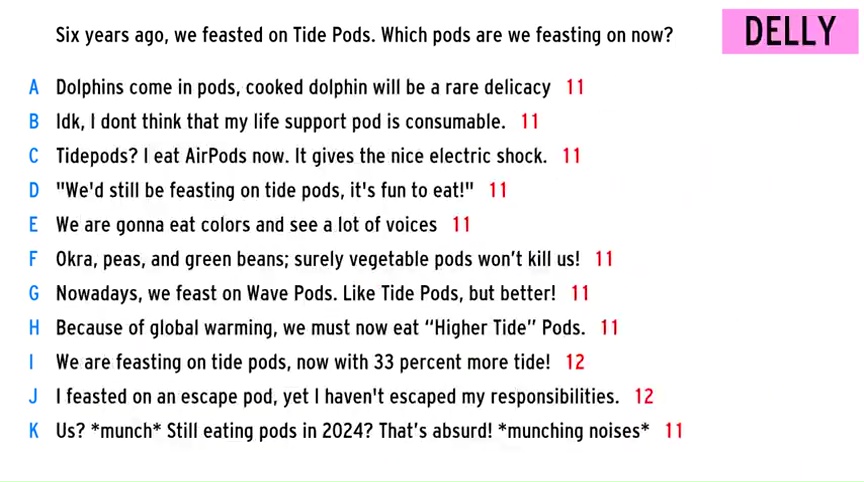 Six years ago, we feasted on Tide Pods. Which pods are we feasting on now?
DELLY
A Dolphins come in pods, cooked dolphin will be a rare delicacy 11
B Idk, I dont think that my life support pod is consumable. 11
C Tidepods? I eat AirPods now. It gives the nice electric shock. 11
D "We'd still be feasting on tide pods, it's fun to eat!" 11
E We are gonna eat colors and see a lot of voices 11
F Okra, peas, and green beans; surely vegetable pods won't kill us! 11
G Nowadays, we feast on Wave Pods. Like Tide Pods, but better! 11
H Because of global warming, we must now eat “Higher Tide” Pods. 11
I We are feasting on tide pods, now with 33 percent more tide! 12
J I feasted on an escape pod, yet I haven't escaped my responsibilities. 12
K Us? *munch* Still eating pods in 2024? That's absurd! *munching noises* 11